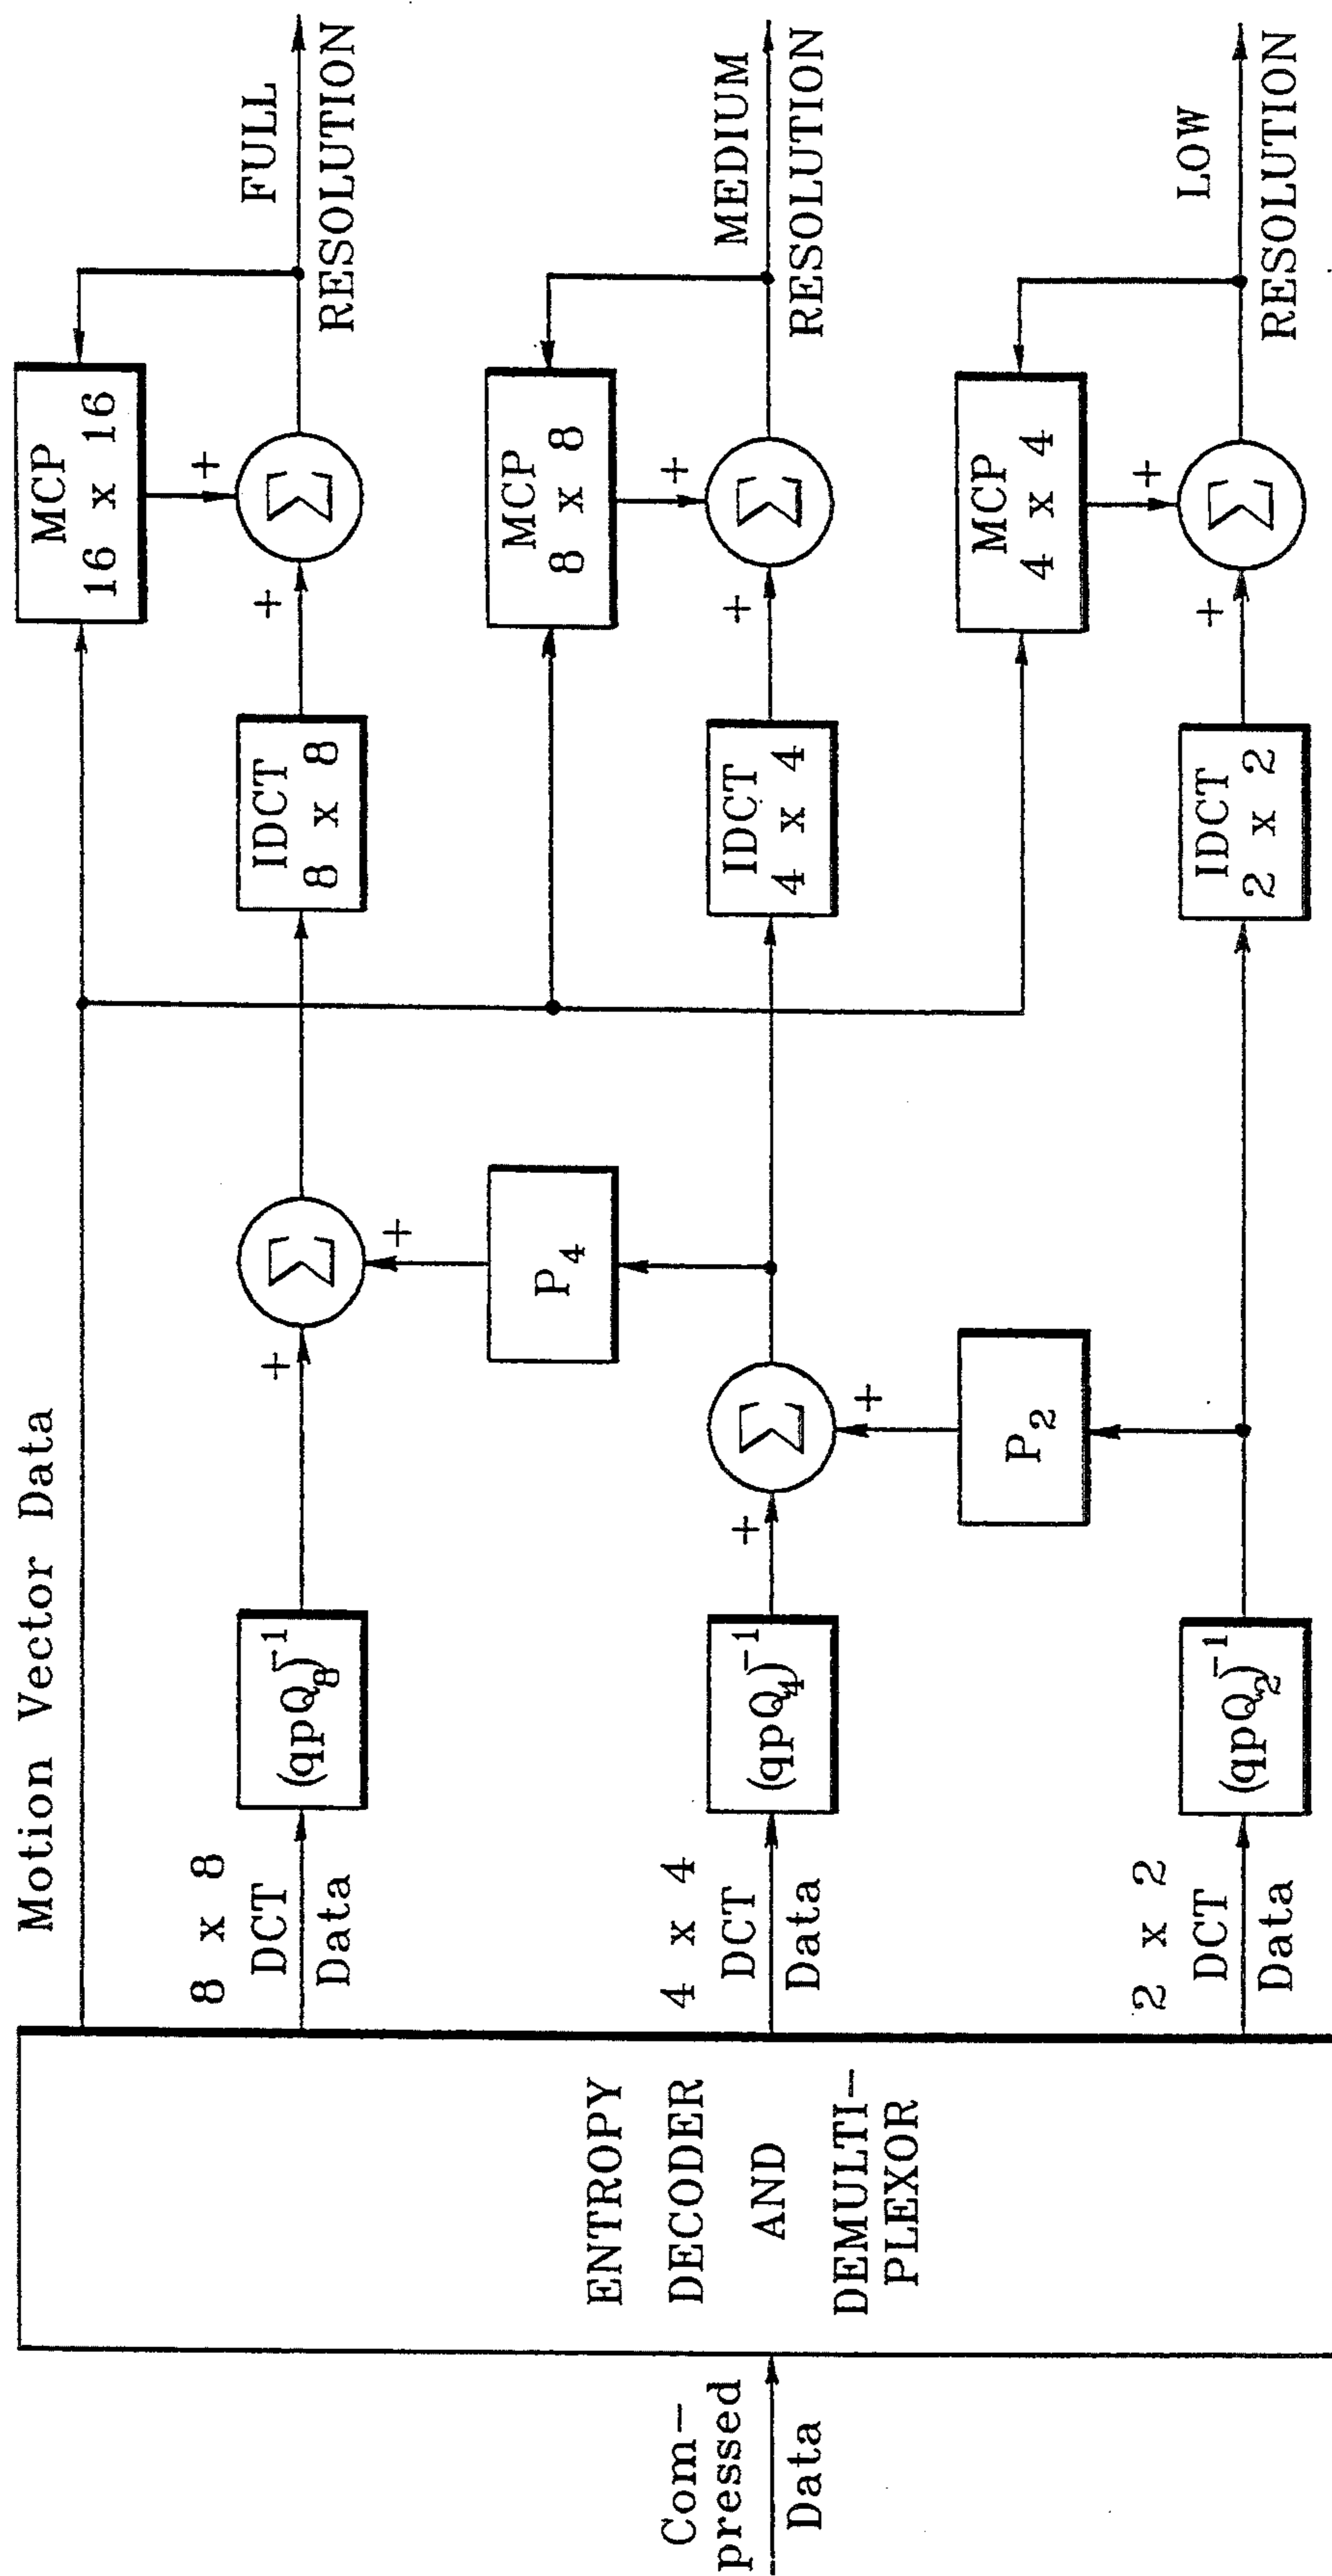 Com-
pressed
Data
ENTROPY
DECODER
AND
DEMULTI-
PLEXOR
Motion Vector Data
8 x 8
DCT
Data
(qpQ8)-1
+
+
Σ
P4
IDCT
8 x 8
+
+
Σ
MCP
16 x 16
FULL
RESOLUTION
4 x 4
DCT
Data
(qpQ4)-1
+
+
Σ
P2
IDCT
4 x 4
+
+
Σ
MCP
8 x 8
MEDIUM
RESOLUTION
2 x 2
DCT
Data
(qpQ2)-1
IDCT
2 x 2
+
+
Σ
MCP
4 x 4
LOW
RESOLUTION